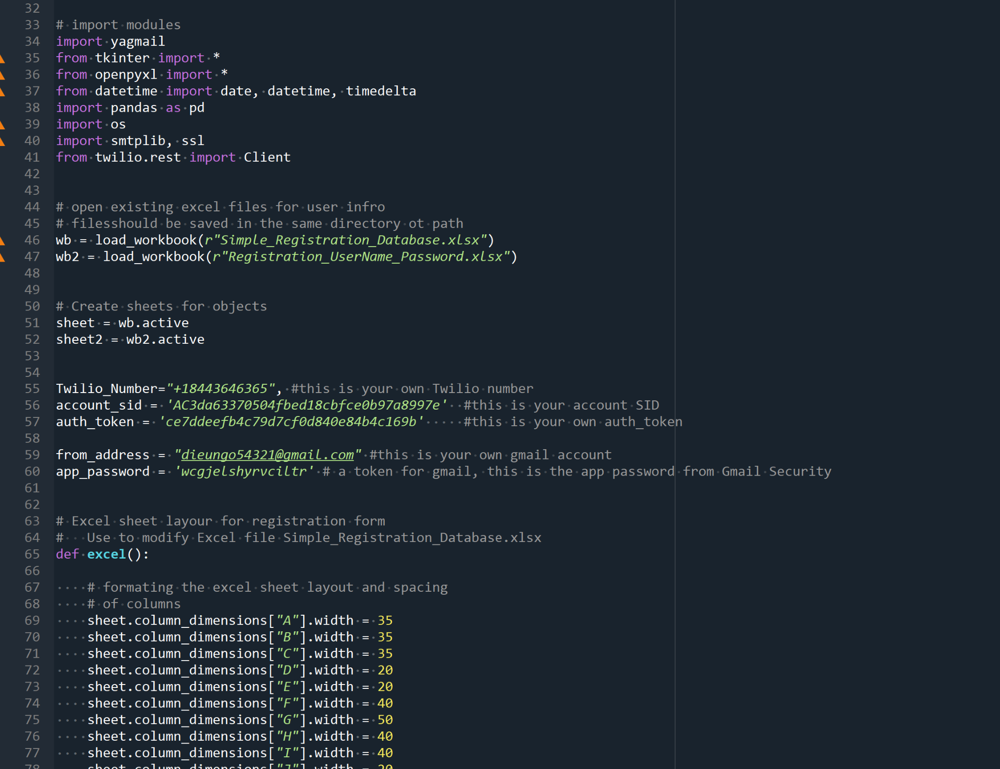 32
33 # import modules
34 import yagmail
35 from tkinter import *
36 from openpyxl import *
37 from datetime import date, datetime, timedelta
38 import pandas as pd
39 import os
40 import smtplib, ssl
41 from twilio.rest import Client
42
43
44 # open existing excel files for user infro
45 # filesshould be saved in the same directory ot path
46 wb = load_workbook(r"Simple_Registration_Database.xlsx")
47 wb2 = load_workbook(r"Registration_UserName_Password.xlsx")
48
49
50 # Create sheets for objects
51 sheet = wb.active
52 sheet2 = wb2.active
53
54
55 Twilio_Number="+18443646365", #this is your own Twilio number
56 account_sid = 'AC3da63370504fbed18cbfce0b97a8997e'  #this is your account SID
57 auth_token = 'ce7ddeefb4c79d7cf0d840e84b4c169b'     #this is your own auth_token
58
59 from_address = "dieungo54321@gmail.com" #this is your own gmail account
60 app_password = 'wcgjelshyrvciltr' # a token for gmail, this is the app password from Gmail Security
61
62
63 # Excel sheet layour for registration form
64 #   Use to modify Excel file Simple_Registration_Database.xlsx
65 def excel():
66
67     # formating the excel sheet layout and spacing
68     # of columns
69     sheet.column_dimensions["A"].width = 35
70     sheet.column_dimensions["B"].width = 35
71     sheet.column_dimensions["C"].width = 35
72     sheet.column_dimensions["D"].width = 20
73     sheet.column_dimensions["E"].width = 20
74     sheet.column_dimensions["F"].width = 40
75     sheet.column_dimensions["G"].width = 50
76     sheet.column_dimensions["H"].width = 40
77     sheet.column_dimensions["I"].width = 40